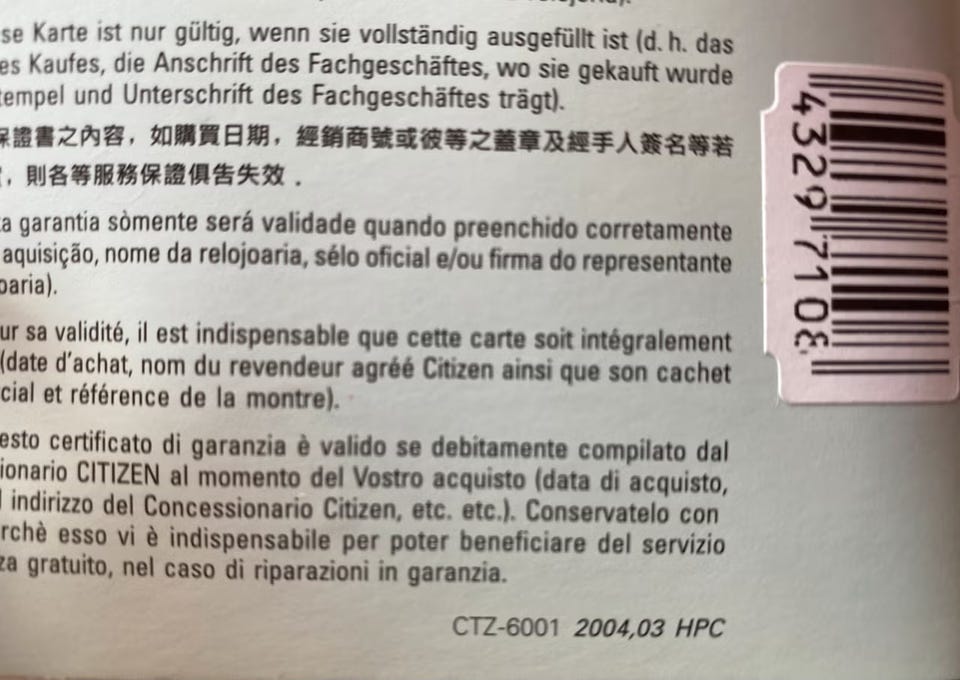 se Karte ist nur gültig, wenn sie vollständig ausgefüllt ist (d. h. das
es Kaufes, die Anschrift des Fachgeschäftes, wo sie gekauft wurde
tempel und Unterschrift des Fachgeschäftes trägt).
保證書之內容，如購買日期，經銷商號或彼等之蓋章及經手人簽名等若
，則各等服務保證俱告失效．
ta garantia sòmente será validade quando preenchido corretamente
aquisição, nome da relojoaria, sélo oficial e/ou firma do representante
oaria).
ur sa validité, il est indispensable que cette carte soit intégralement
(date d'achat, nom du revendeur agréé Citizen ainsi que son cachet
cial et référence de la montre).
esto certificato di garanzia è valido se debitamente compilato dal
ionario CITIZEN al momento del Vostro acquisto (data di acquisto,
indirizzo del Concessionario Citizen, etc. etc.). Conservatelo con
rchè esso vi è indispensabile per poter beneficiare del servizio
za gratuito, nel caso di riparazioni in garanzia.
CTZ-6001 2004,03 HPC
4329 7108